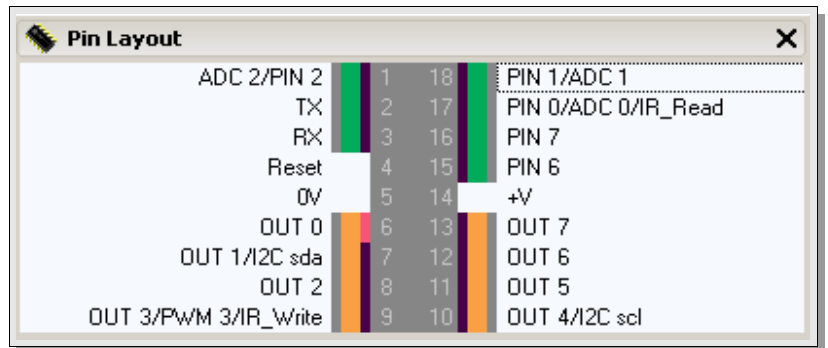 Pin Layout
ADC 2/PIN 2 1 18 PIN 1/ADC 1
TX 2 17 PIN 0/ADC 0/IR_Read
RX 3 16 PIN 7
Reset 4 15 PIN 6
0V 5 14 +V
OUT 0 6 13 OUT 7
OUT 1/I2C sda 7 12 OUT 6
OUT 2 8 11 OUT 5
OUT 3/PWM 3/IR_Write 9 10 OUT 4/I2C scl